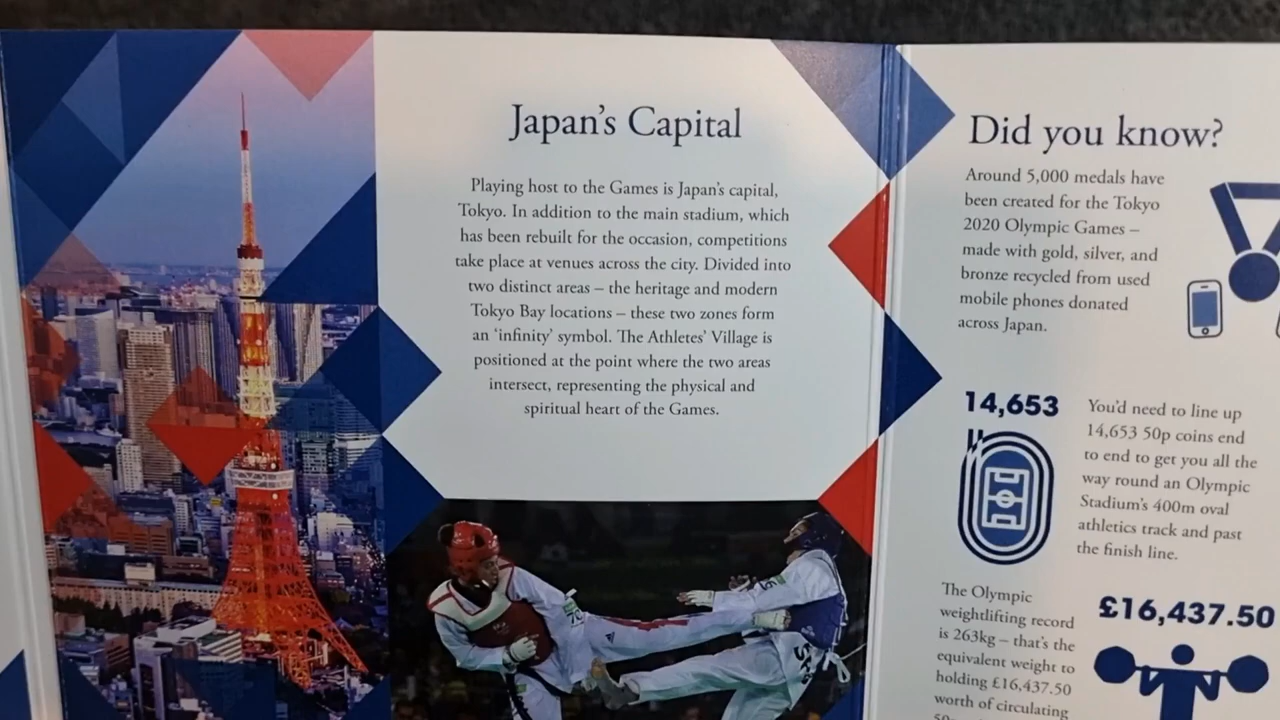 Japan's Capital
Playing host to the Games is Japan's capital,
Tokyo. In addition to the main stadium, which
has been rebuilt for the occasion, competitions
take place at venues across the city. Divided into
two distinct areas – the heritage and modern
Tokyo Bay locations – these two zones form
an 'infinity' symbol. The Athletes' Village is
positioned at the point where the two areas
intersect, representing the physical and
spiritual heart of the Games.
Did you know?
Around 5,000 medals have
been created for the Tokyo
2020 Olympic Games –
made with gold, silver, and
bronze recycled from used
mobile phones donated
across Japan.
14,653
You'd need to line up
14,653 50p coins end
to end to get you all the
way round an Olympic
Stadium's 400m oval
athletics track and past
the finish line.
The Olympic
weightlifting record
is 263kg – that's the
equivalent weight to
holding £16,437.50
worth of circulating
£16,437.50